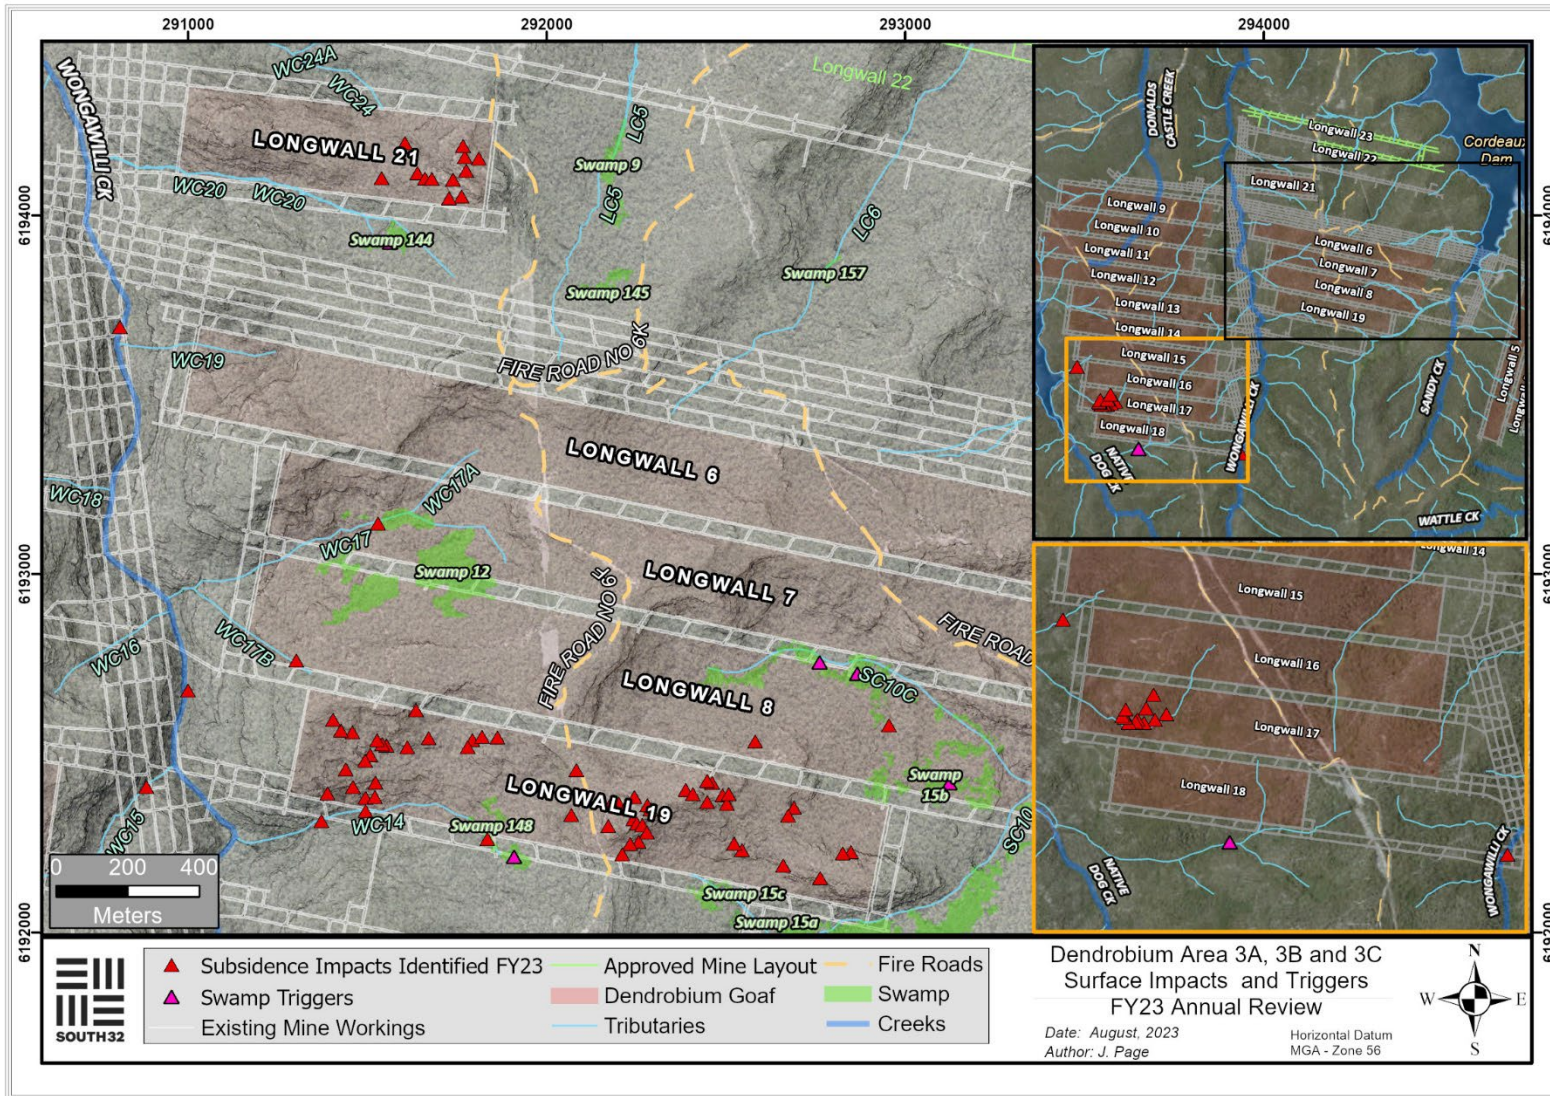 291000
292000
293000
294000
6194000
6193000
6192000
6194000
6193000
6192000
WC24A
WC24
WONGAWILLI CK
LONGWALL 21
WC20
WC20
Swamp 144
LC5
Swamp 9
LC5
Longwall 22
LC6
Swamp 145
Swamp 157
WC19
FIRE ROAD NO 6K
LONGWALL 6
WC17A
WC18
WC17
Swamp 12
LONGWALL 7
FIRE ROAD NO 6F
FIRE ROAD
WC16
WC17B
LONGWALL 8
SC10C
Swamp
15b
LONGWALL 19
WC14
WC15
Swamp 148
SC10
Swamp 15c
Swamp 15a
0 200 400
Meters
DONALDS
CASTLE CREEK
Longwall 23
Longwall 22
Cordeaux
Dam
Longwall 21
Longwall 9
Longwall 10
Longwall 11
Longwall 12
Longwall 13
Longwall 14
Longwall 15
Longwall 16
Longwall 17
Longwall 18
Longwall 6
Longwall 7
Longwall 8
Longwall 19
Longwall 5
WONGAWILLI CK
SANDY CK
NATIVE
DOG CK
WATTLE CK
Longwall 14
Longwall 15
Longwall 16
Longwall 17
Longwall 18
NATIVE
DOG CK
WONGAWILLI CK
SOUTH32
Subsidence Impacts Identified FY23
Swamp Triggers
Existing Mine Workings
Approved Mine Layout
Dendrobium Goaf
Tributaries
Fire Roads
Swamp
Creeks
Dendrobium Area 3A, 3B and 3C
Surface Impacts and Triggers
FY23 Annual Review
Date: August, 2023
Author: J. Page
Horizontal Datum
MGA - Zone 56
N
W E
S